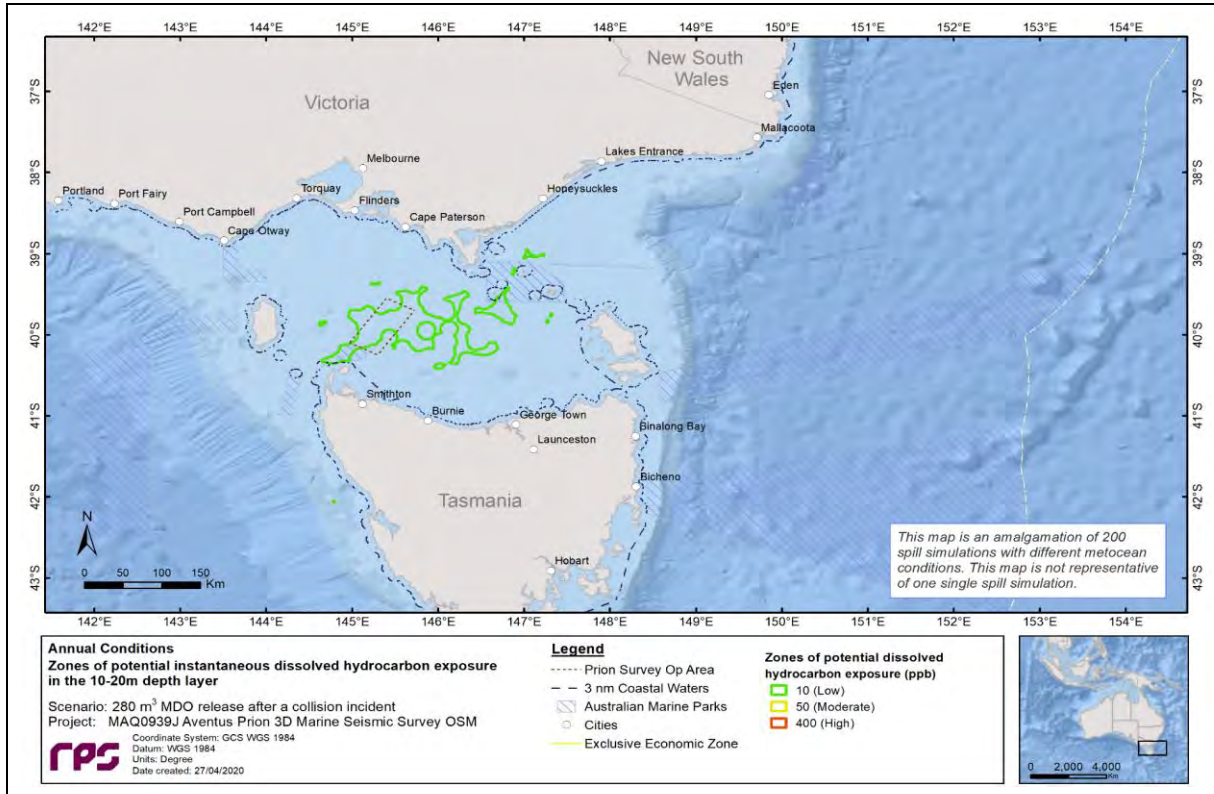 142°E 143°E 144°E 145°E 146°E 147°E 148°E 149°E 150°E 151°E 152°E 153°E 154°E
New South
Wales
Victoria
Eden
Mallacoota
Lakes Entrance
Melbourne
Honeysuckles
Portland
Port Fairy
Torquay
Flinders
Port Campbell
Cape Paterson
Cape Otway
37°S
38°S
39°S
40°S
41°S
42°S
43°S
37°S
38°S
39°S
40°S
41°S
42°S
43°S
Smithton
Burnie
George Town
Launceston
Binalong Bay
Bicheno
Tasmania
Hobart
N
0 50 100 150
Km
This map is an amalgamation of 200
spill simulations with different metocean
conditions. This map is not representative
of one single spill simulation.
142°E 143°E 144°E 145°E 146°E 147°E 148°E 149°E 150°E 151°E 152°E 153°E 154°E
Annual Conditions
Zones of potential instantaneous dissolved hydrocarbon exposure
in the 10-20m depth layer
Scenario: 280 m³ MDO release after a collision incident
Project: MAQ0939J Aventus Prion 3D Marine Seismic Survey OSM
rps
Coordinate System: GCS WGS 1984
Datum: WGS 1984
Units: Degree
Date created: 27/04/2020
Legend
Prion Survey Op Area
3 nm Coastal Waters
Australian Marine Parks
Cities
Exclusive Economic Zone
Zones of potential dissolved
hydrocarbon exposure (ppb)
10 (Low)
50 (Moderate)
400 (High)
0 2,000 4,000
Km